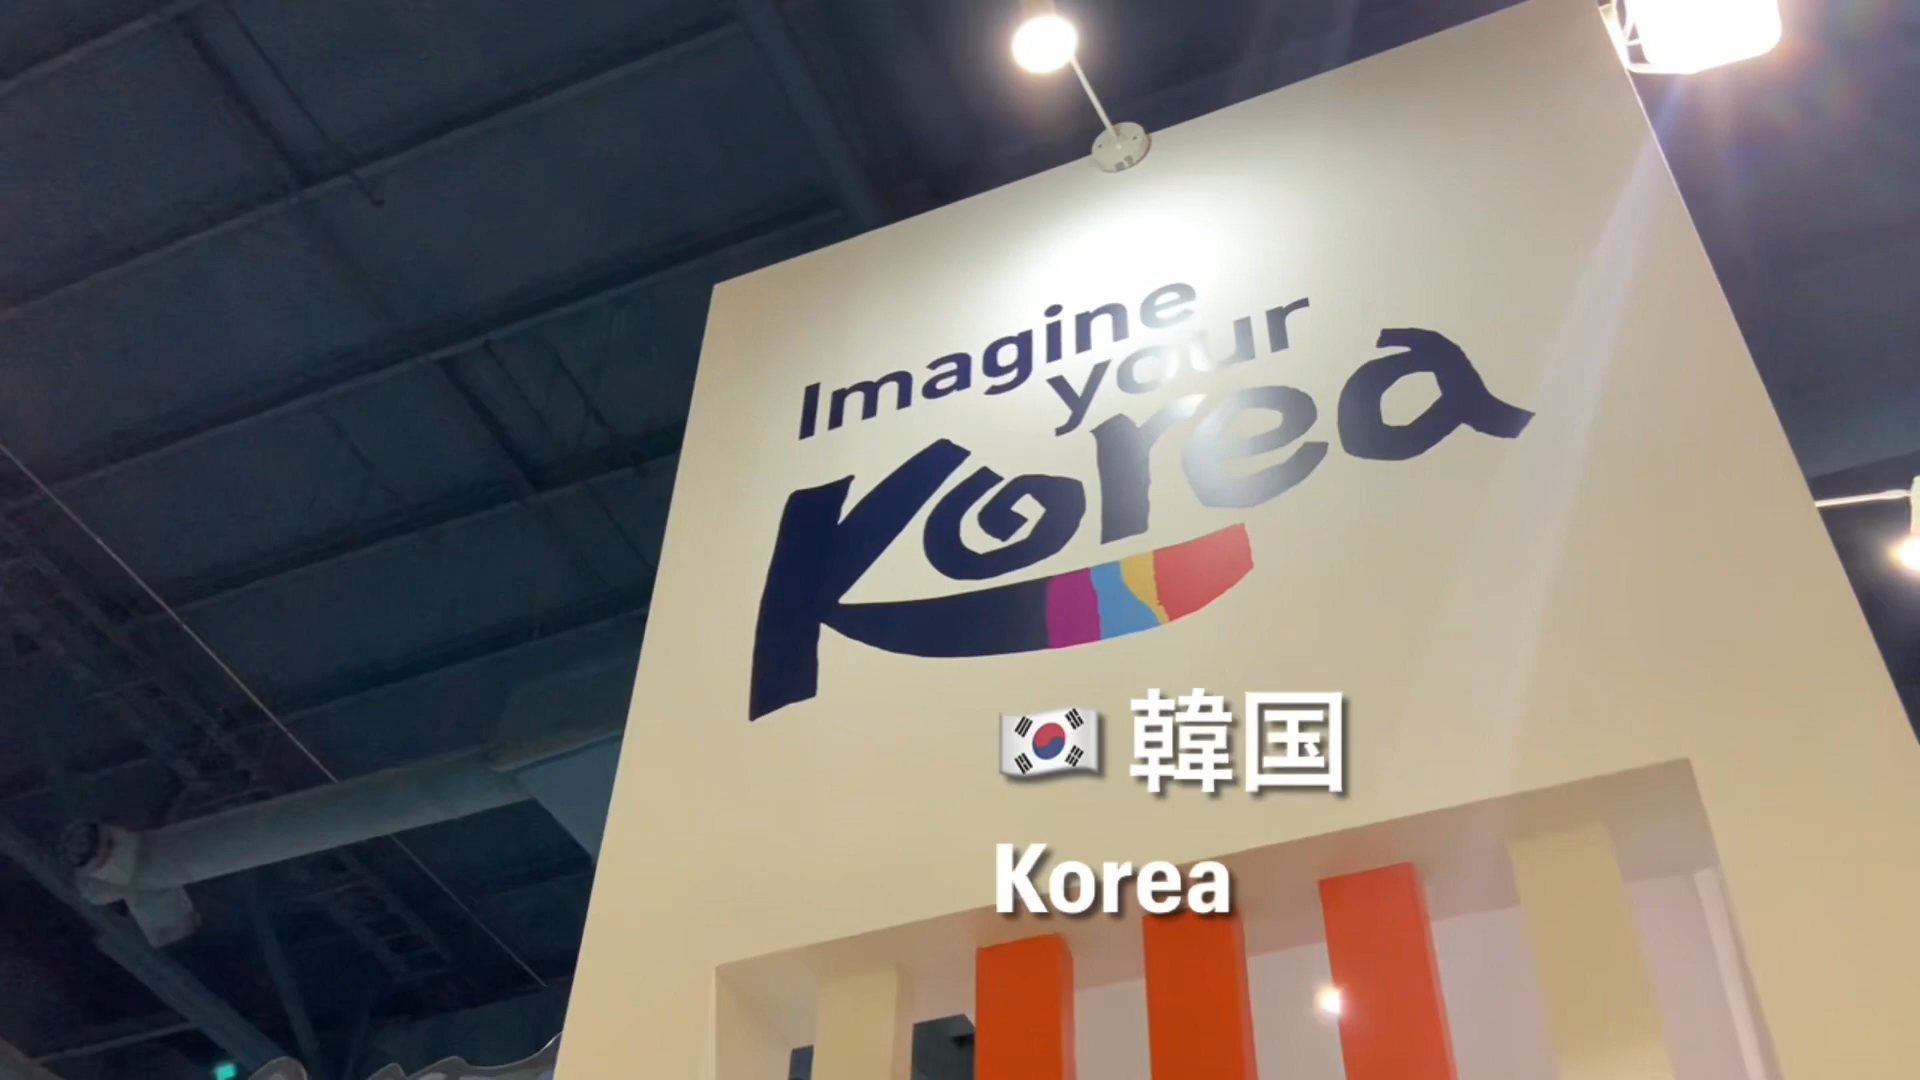 Imagine
your
Korea
🇰🇷 韓国
Korea